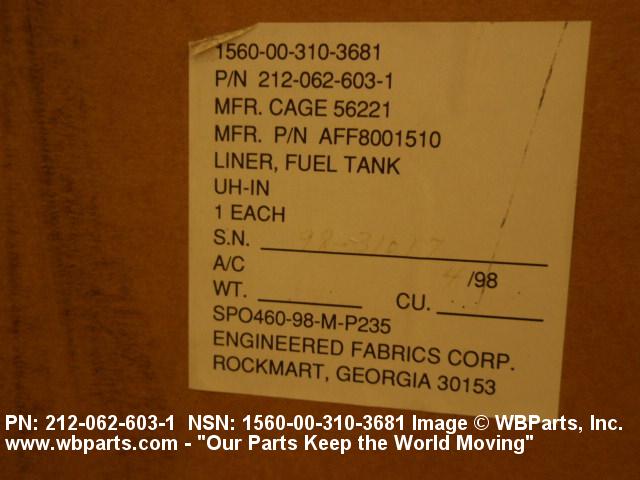 1560-00-310-3681
P/N 212-062-603-1
MFR. CAGE 56221
MFR. P/N AFF8001510
LINER, FUEL TANK
UH-IN
1 EACH
S.N.
A/C 4/98
WT. CU.
SPO460-98-M-P235
ENGINEERED FABRICS CORP.
ROCKMART, GEORGIA 30153
PN: 212-062-603-1 NSN: 1560-00-310-3681 Image © WBParts, Inc.
www.wbparts.com - "Our Parts Keep the World Moving"